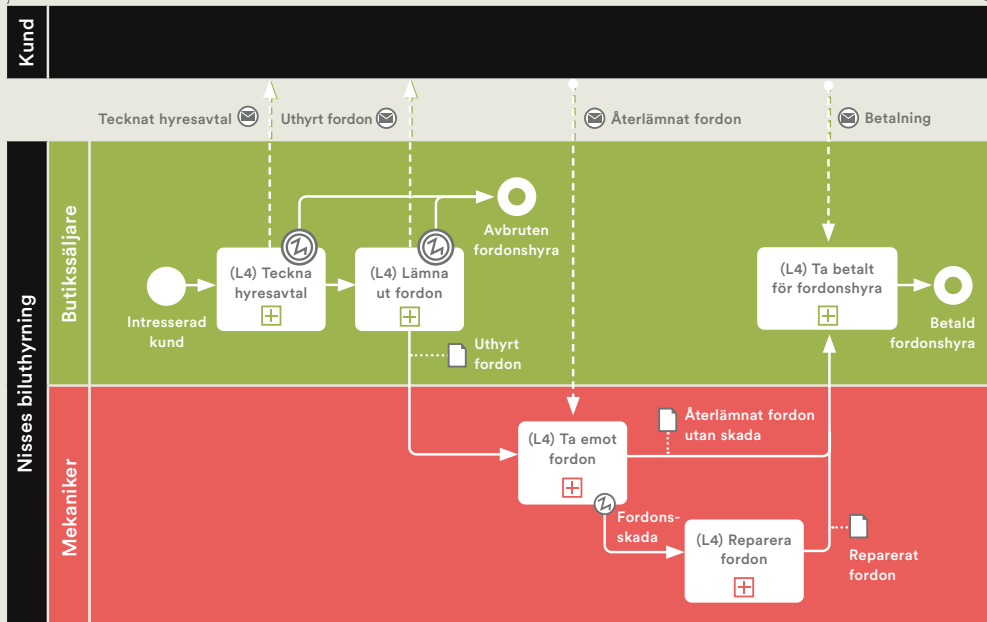 Kund
Tecknat hyresavtal
Uthyrt fordon
Återlämnat fordon
Betalning
Nisses biluthyrning
Butikssäljare
Intresserad
kund
(L4) Teckna
hyresavtal
(L4) Lämna
ut fordon
Avbruten
fordonshyra
Uthyrt
fordon
(L4) Ta betalt
för fordonshyra
Betald
fordonshyra
Mekaniker
(L4) Ta emot
fordon
Återlämnat fordon
utan skada
Fordons-
skada
(L4) Reparera
fordon
Reparerat
fordon